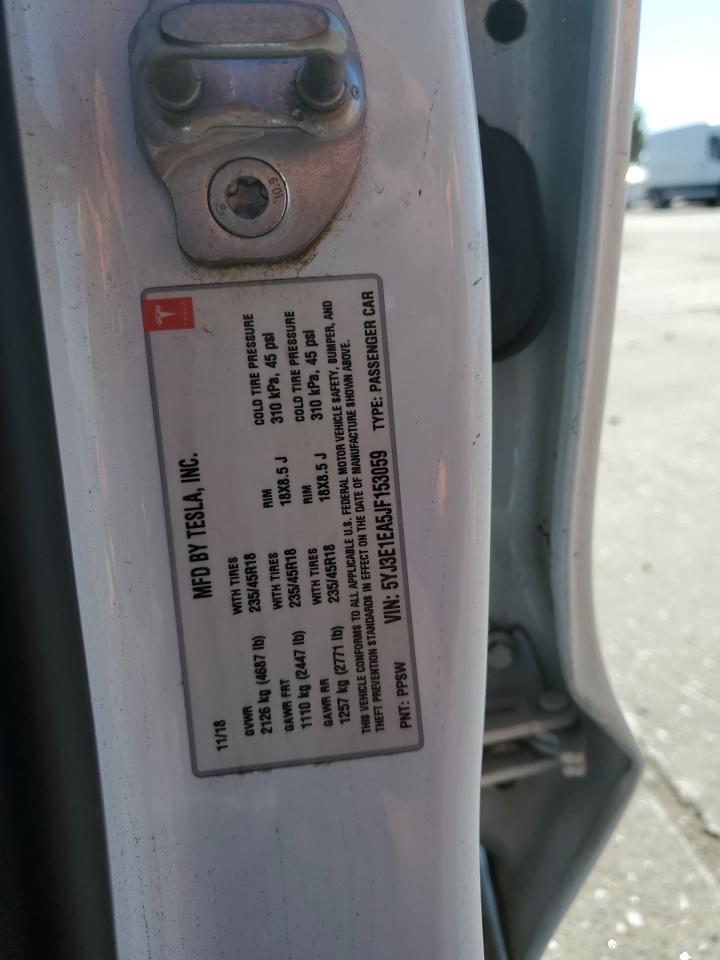 10.9
TESLA
MFD BY TESLA, INC.
11/18
GVWR
2126 kg (4687 lb)
WITH TIRES
235/45R18
RIM
18X8.5 J
COLD TIRE PRESSURE
310 kPa, 45 psi
GAWR FRT
1110 kg (2447 lb)
WITH TIRES
235/45R18
RIM
18X8.5 J
COLD TIRE PRESSURE
310 kPa, 45 psi
GAWR RR
1257 kg (2771 lb)
WITH TIRES
235/45R18
THIS VEHICLE CONFORMS TO ALL APPLICABLE U.S. FEDERAL MOTOR VEHICLE SAFETY, BUMPER, AND
THEFT PREVENTION STANDARDS IN EFFECT ON THE DATE OF MANUFACTURE SHOWN ABOVE.
PNT: PPSW VIN: 5YJ3E1EA5JF153059 TYPE: PASSENGER CAR